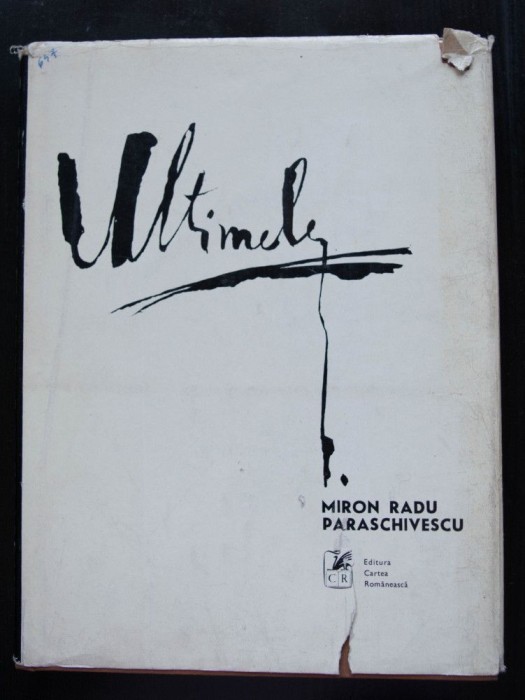 Ultimele
MIRON RADU
PARASCHIVESCU
CR
Editura
Cartea
Românească